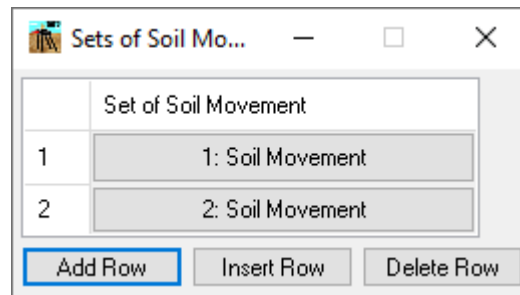 Sets of Soil Mo...
Set of Soil Movement
1 1: Soil Movement
2 2: Soil Movement
Add Row Insert Row Delete Row